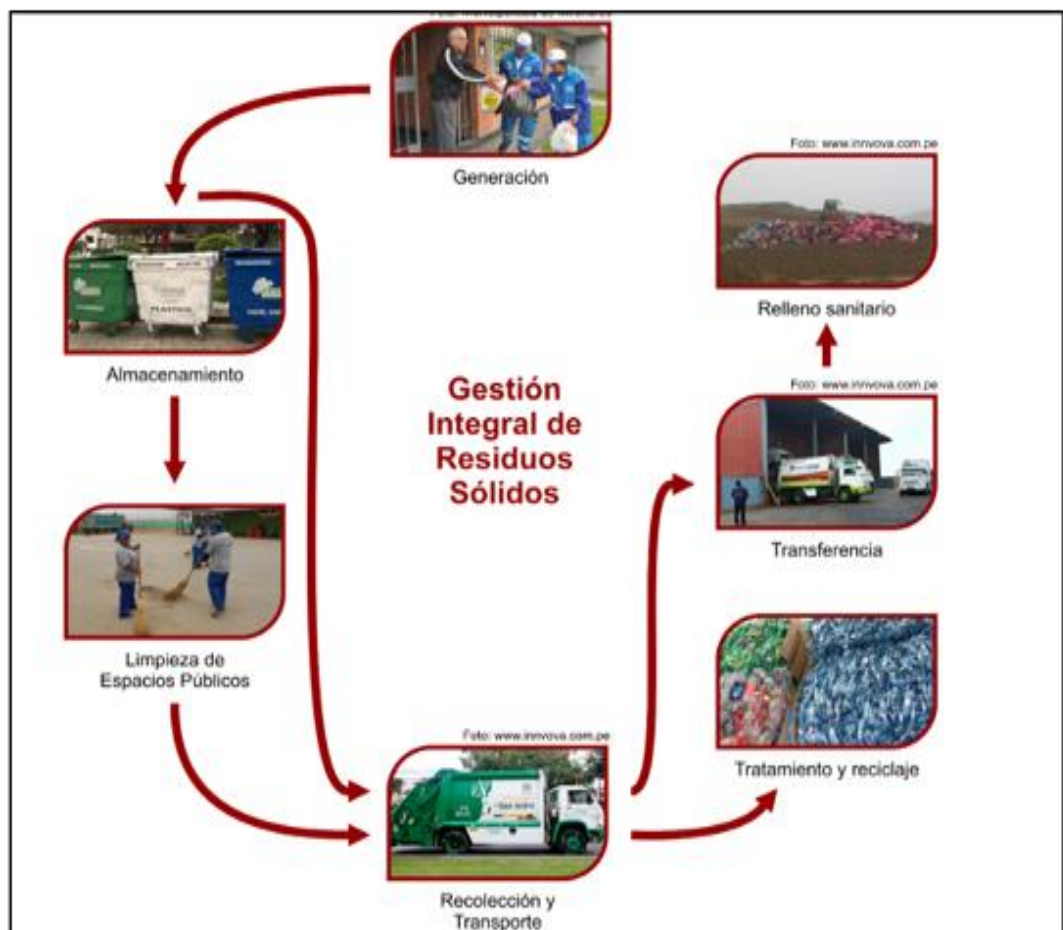 Generación
Foto: www.innvova.com.pe
Relleno sanitario
Almacenamiento
Gestión
Integral de
Residuos
Sólidos
Foto: www.innvova.com.pe
Transferencia
Limpieza de
Espacios Públicos
Foto: www.innvova.com.pe
Tratamiento y reciclaje
Recolección y
Transporte